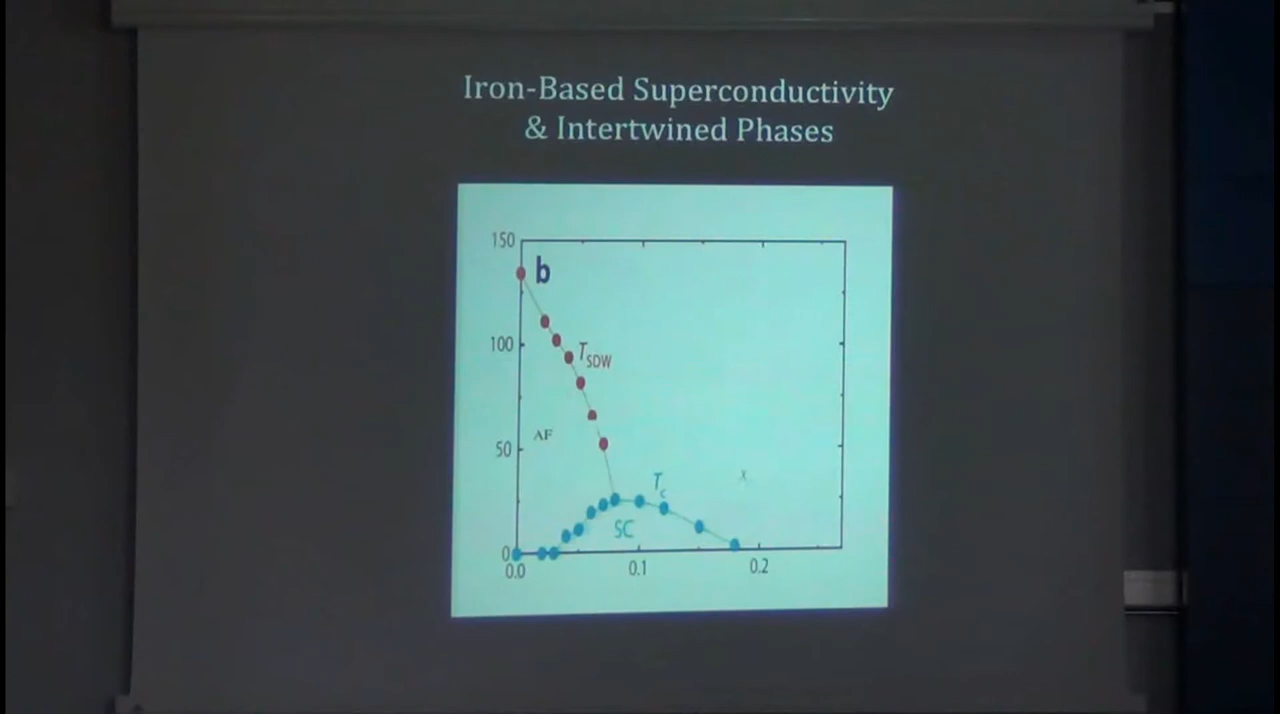 Iron-Based Superconductivity
& Intertwined Phases
150
b
100
T_SDW
AF
50
T_c
x
SC
0
0.0
0.1
0.2